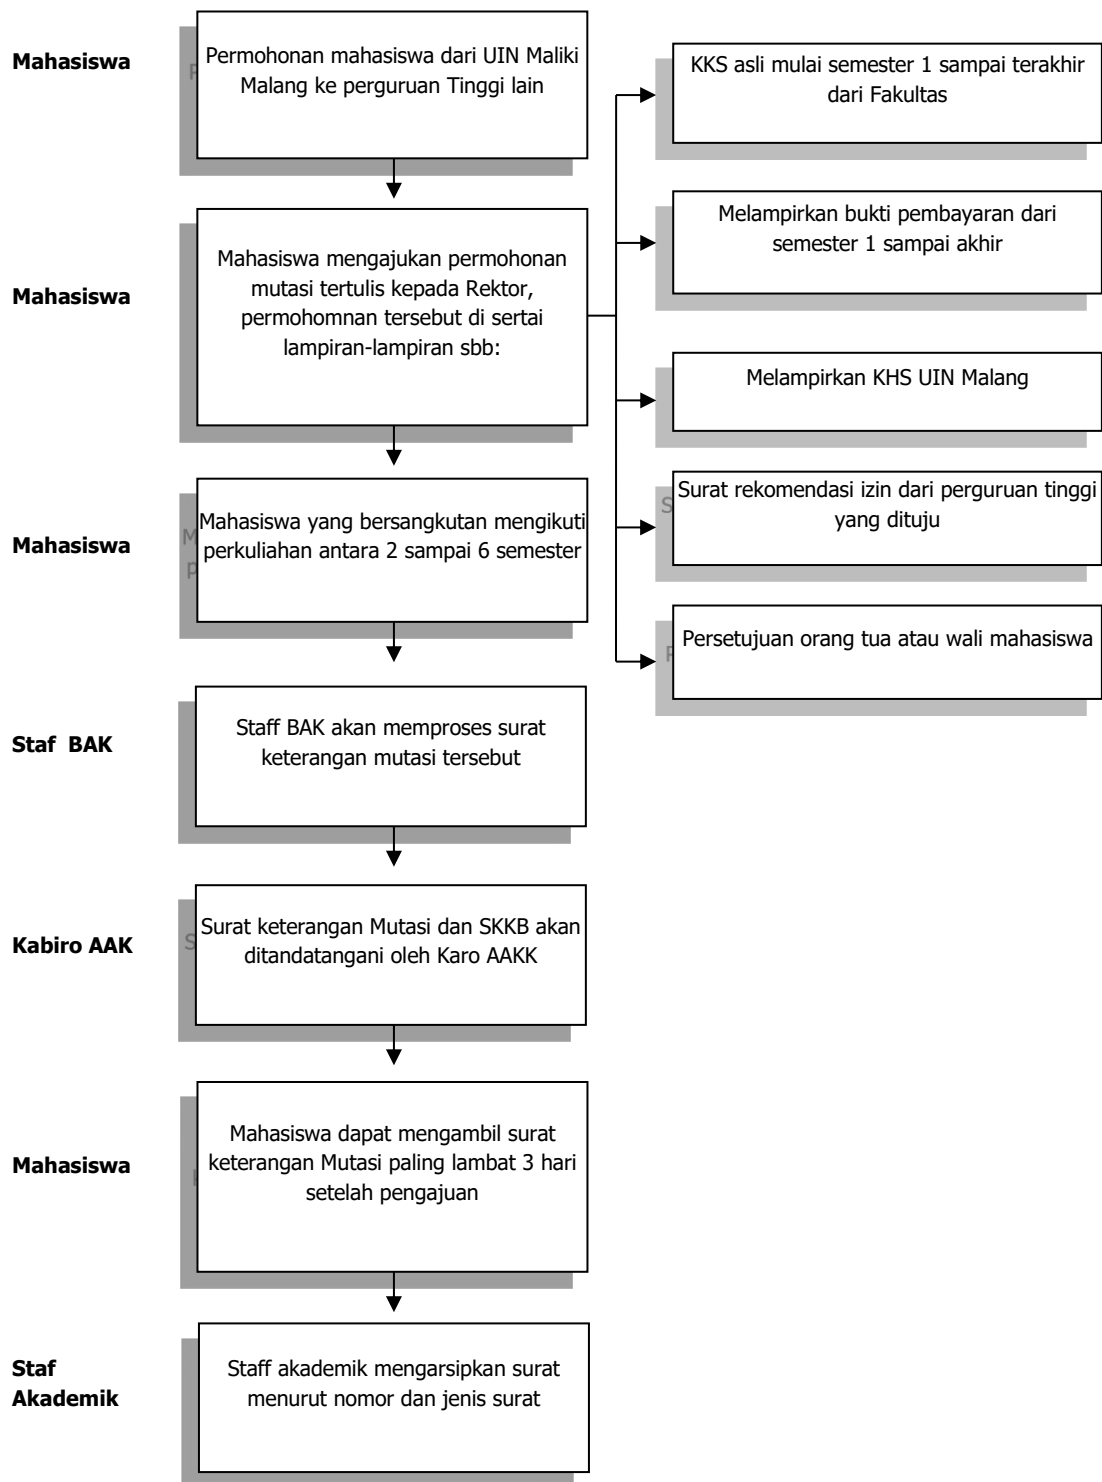 Mahasiswa
Permohonan mahasiswa dari UIN Maliki
Malang ke perguruan Tinggi lain
Mahasiswa
Mahasiswa mengajukan permohonan
mutasi tertulis kepada Rektor,
permohomnan tersebut di sertai
lampiran-lampiran sbb:
KKS asli mulai semester 1 sampai terakhir
dari Fakultas
Melampirkan bukti pembayaran dari
semester 1 sampai akhir
Melampirkan KHS UIN Malang
Surat rekomendasi izin dari perguruan tinggi
yang dituju
Persetujuan orang tua atau wali mahasiswa
Mahasiswa
Mahasiswa yang bersangkutan mengikuti
perkuliahan antara 2 sampai 6 semester
Staf  BAK
Staff BAK akan memproses surat
keterangan mutasi tersebut
Kabiro AAK
Surat keterangan Mutasi dan SKKB akan
ditandatangani oleh Karo AAKK
Mahasiswa
Mahasiswa dapat mengambil surat
keterangan Mutasi paling lambat 3 hari
setelah pengajuan
Staf
Akademik
Staff akademik mengarsipkan surat
menurut nomor dan jenis surat